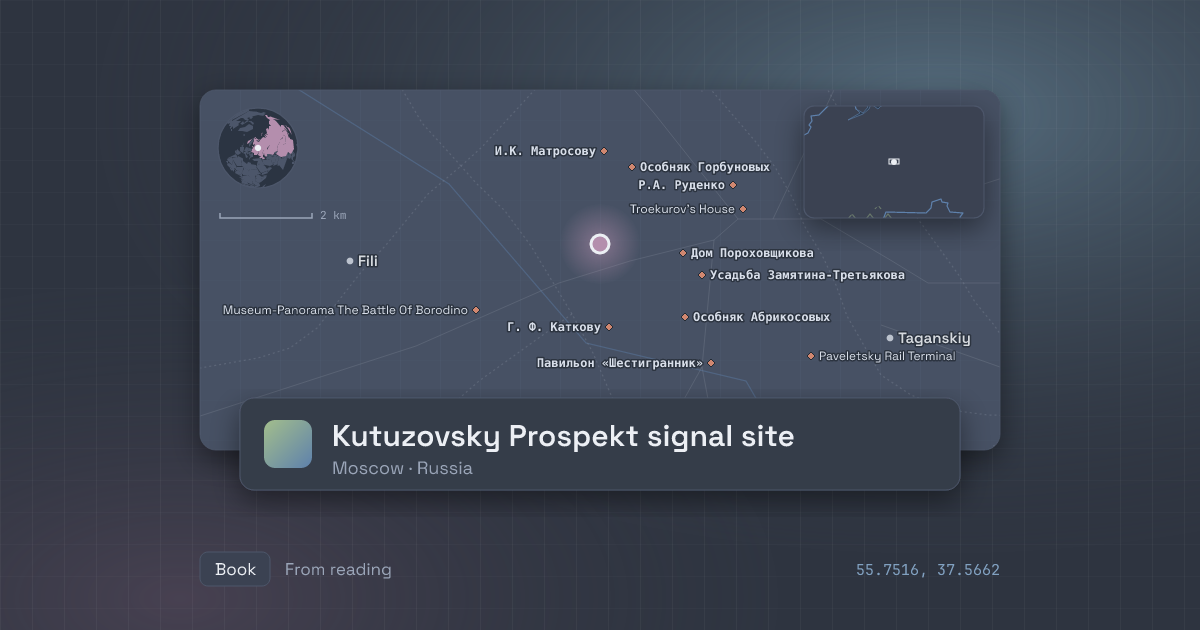 И.К. Матросову
Особняк Горбуновых
Р.А. Руденко
Troekurov's House
2 km
Дом Пороховщикова
Fili
Усадьба Замятина-Третьякова
Museum-Panorama The Battle Of Borodino
Особняк Абрикосовых
Г. Ф. Каткову
Taganskiy
Paveletsky Rail Terminal
Павильон «Шестигранник»
Kutuzovsky Prospekt signal site
Moscow · Russia
Book
From reading
55.7516, 37.5662